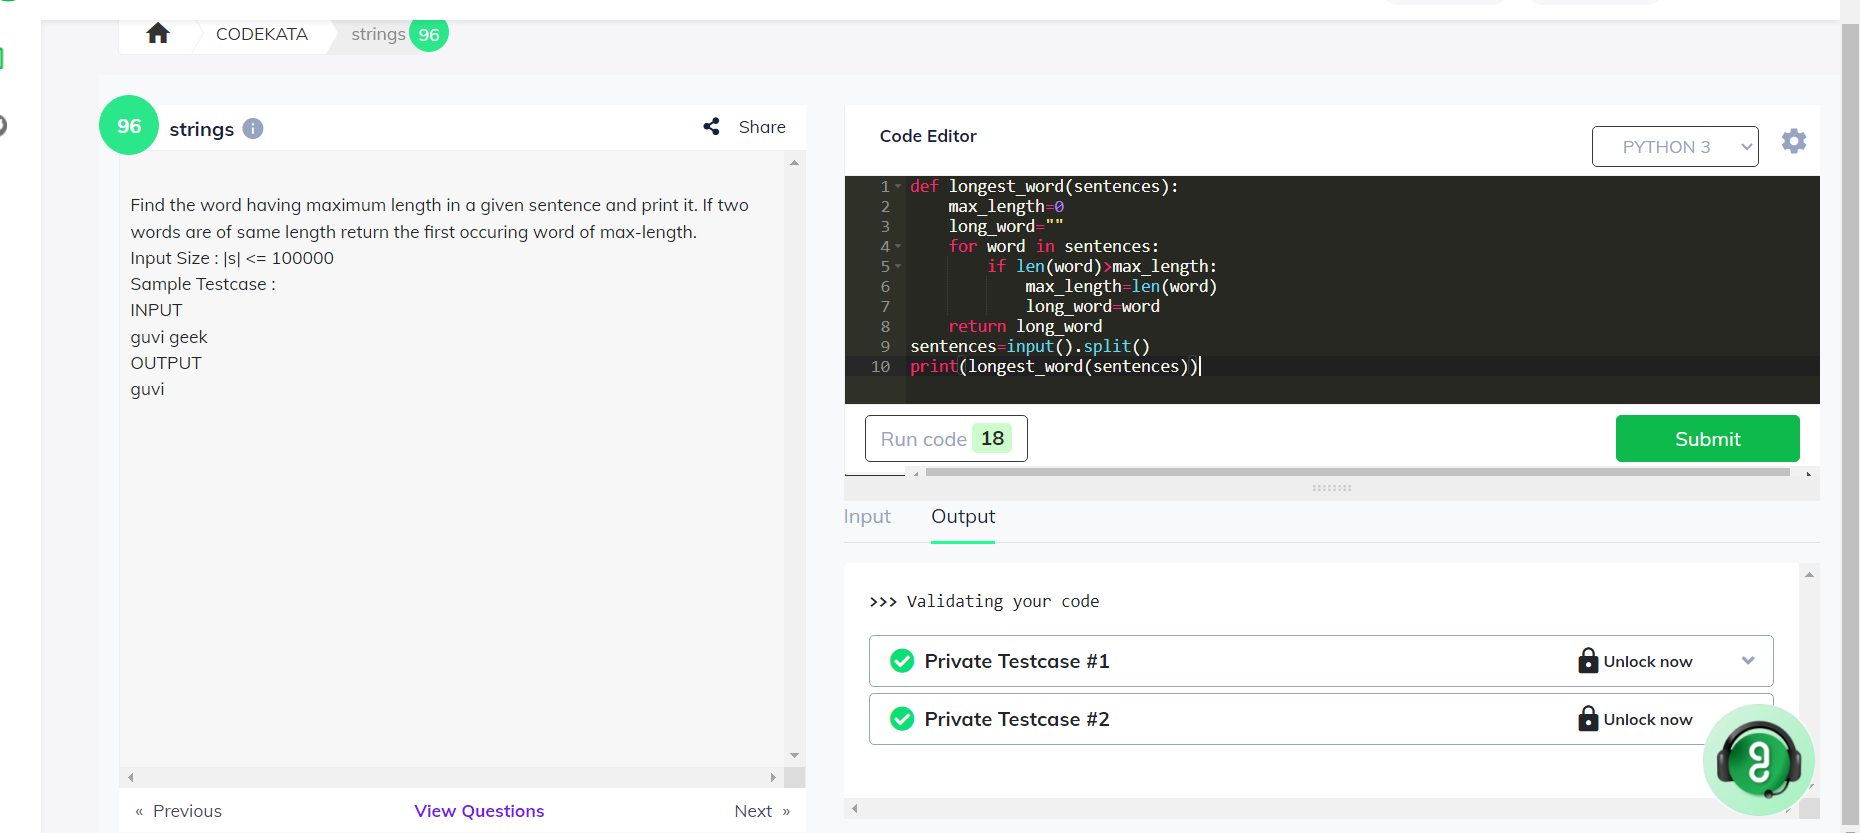 CODEKATA
strings 96
96 strings
Share
Find the word having maximum length in a given sentence and print it. If two
words are of same length return the first occuring word of max-length.
Input Size : |s| <= 100000
Sample Testcase :
INPUT
guvi geek
OUTPUT
guvi
« Previous
View Questions
Next »
Code Editor
PYTHON 3
1 def longest_word(sentences):
2 max_length=0
3 long_word=""
4 for word in sentences:
5 if len(word)>max_length:
6 max_length=len(word)
7 long_word=word
8 return long_word
9 sentences=input().split()
10 print(longest_word(sentences))
Run code 18
Submit
Input
Output
>>> Validating your code
Private Testcase #1
Unlock now
Private Testcase #2
Unlock now